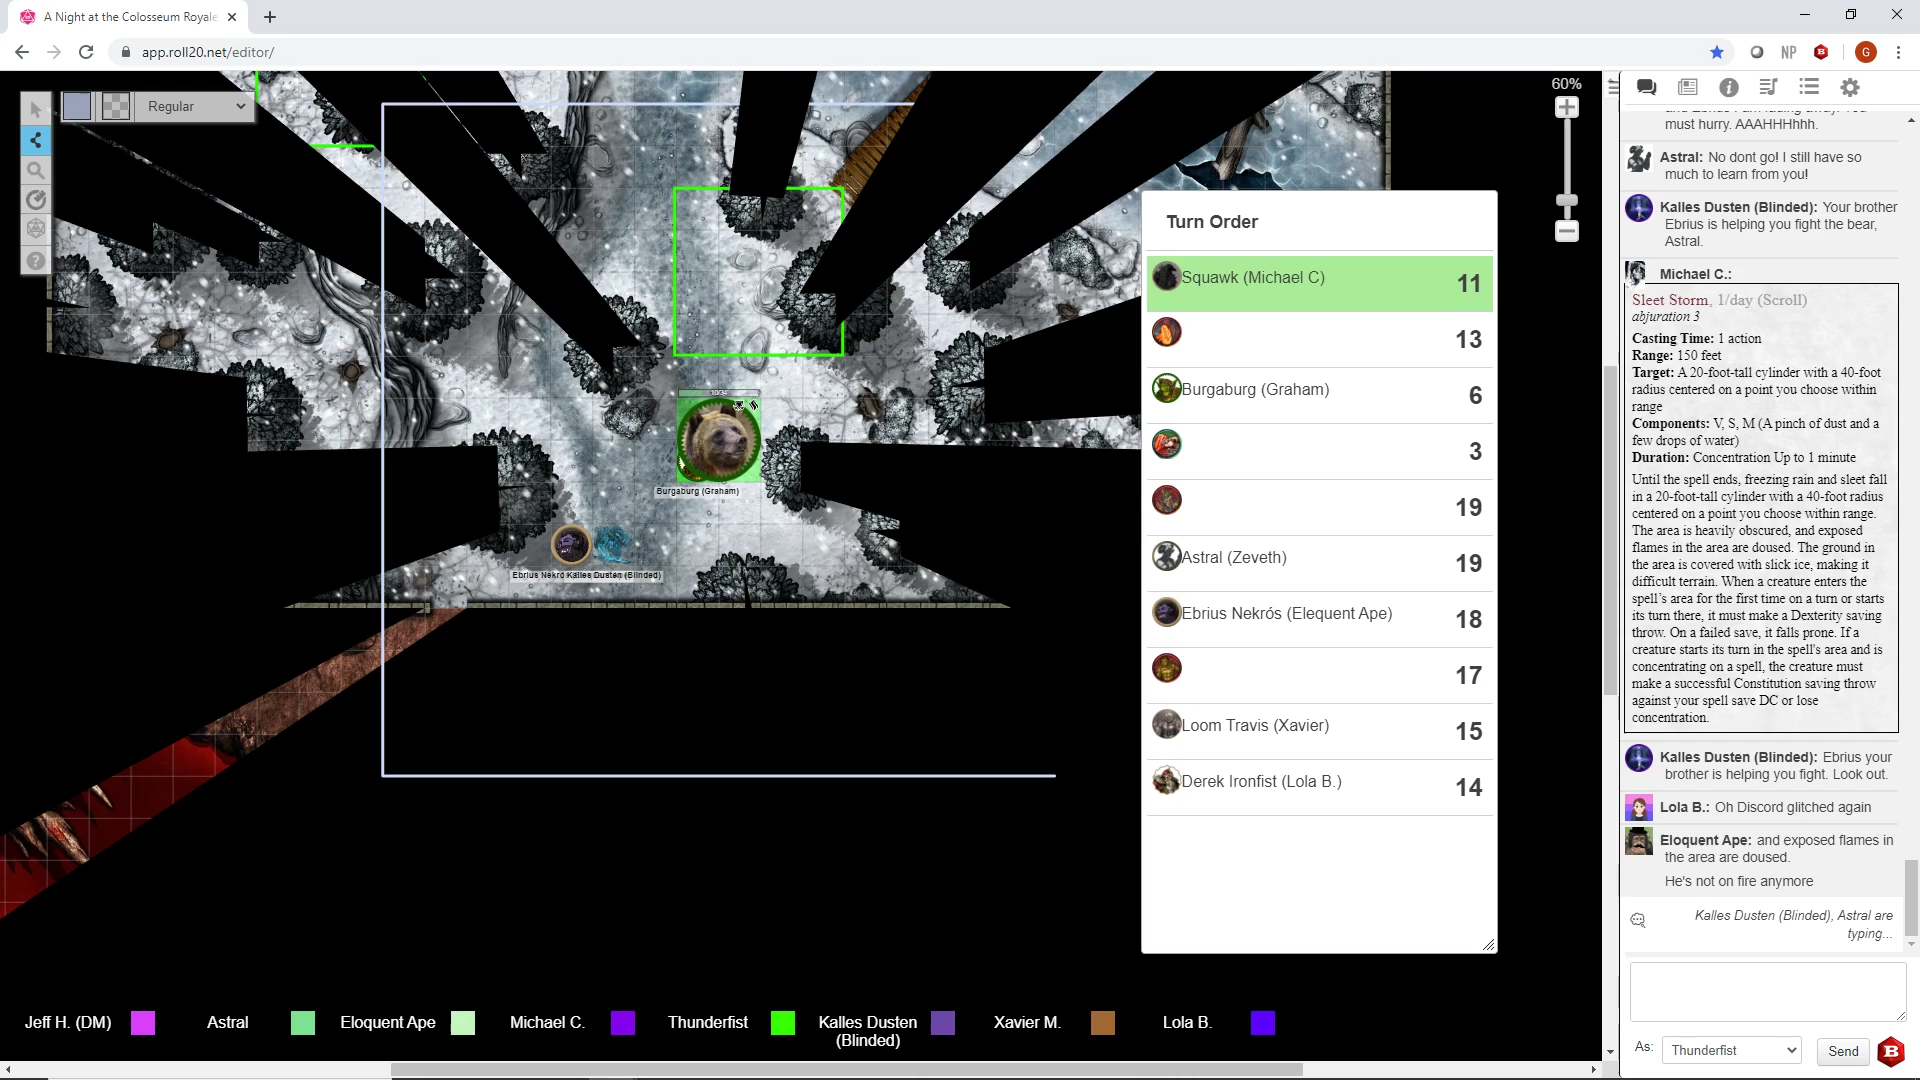 A Night at the Colosseum Royale
app.roll20.net/editor/
NP
G
Regular
60%
Turn Order
Squawk (Michael C)
11
13
Burgaburg (Graham)
6
3
19
Astral (Zeveth)
19
Ebrius Nekrós (Elequent Ape)
18
17
Loom Travis (Xavier)
15
Derek Ironfist (Lola B.)
14
Burgaburg (Graham)
Ebrius Nekró
Kalles Dusten (Blinded)
must hurry. AAAHHHhhh.
Astral: No dont go! I still have so
much to learn from you!
Kalles Dusten (Blinded): Your brother
Ebrius is helping you fight the bear,
Astral.
Michael C.:
Sleet Storm, 1/day (Scroll)
abjuration 3
Casting Time: 1 action
Range: 150 feet
Target: A 20-foot-tall cylinder with a 40-foot
radius centered on a point you choose within
range
Components: V, S, M (A pinch of dust and a
few drops of water)
Duration: Concentration Up to 1 minute
Until the spell ends, freezing rain and sleet fall
in a 20-foot-tall cylinder with a 40-foot radius
centered on a point you choose within range.
The area is heavily obscured, and exposed
flames in the area are doused. The ground in
the area is covered with slick ice, making it
difficult terrain. When a creature enters the
spell's area for the first time on a turn or starts
its turn there, it must make a Dexterity saving
throw. On a failed save, it falls prone. If a
creature starts its turn in the spell's area and is
concentrating on a spell, the creature must
make a successful Constitution saving throw
against your spell save DC or lose
concentration.
Kalles Dusten (Blinded): Ebrius your
brother is helping you fight. Look out.
Lola B.: Oh Discord glitched again
Eloquent Ape: and exposed flames in
the area are doused.
He's not on fire anymore
Kalles Dusten (Blinded), Astral are
typing...
As:
Thunderfist
Send
B
Jeff H. (DM)
Astral
Eloquent Ape
Michael C.
Thunderfist
Kalles Dusten
(Blinded)
Xavier M.
Lola B.